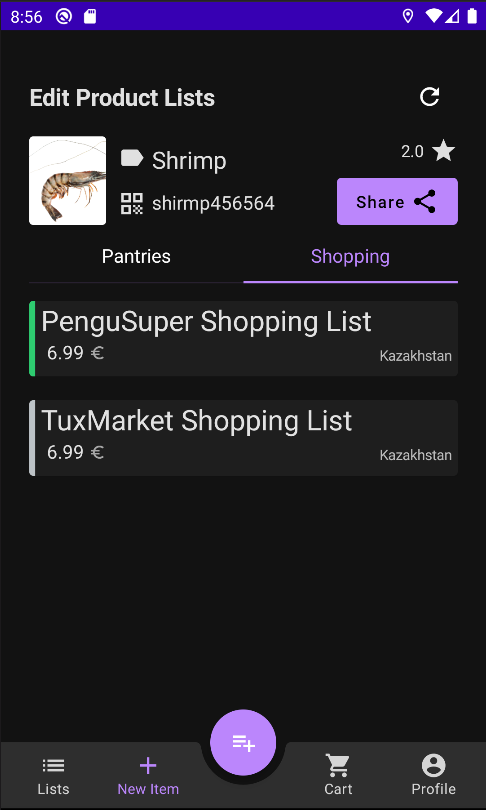 8:56
Edit Product Lists
Shrimp
2.0
shirmp456564
Share
Pantries
Shopping
PenguSuper Shopping List
6.99 €
Kazakhstan
TuxMarket Shopping List
6.99 €
Kazakhstan
Lists
New Item
Cart
Profile